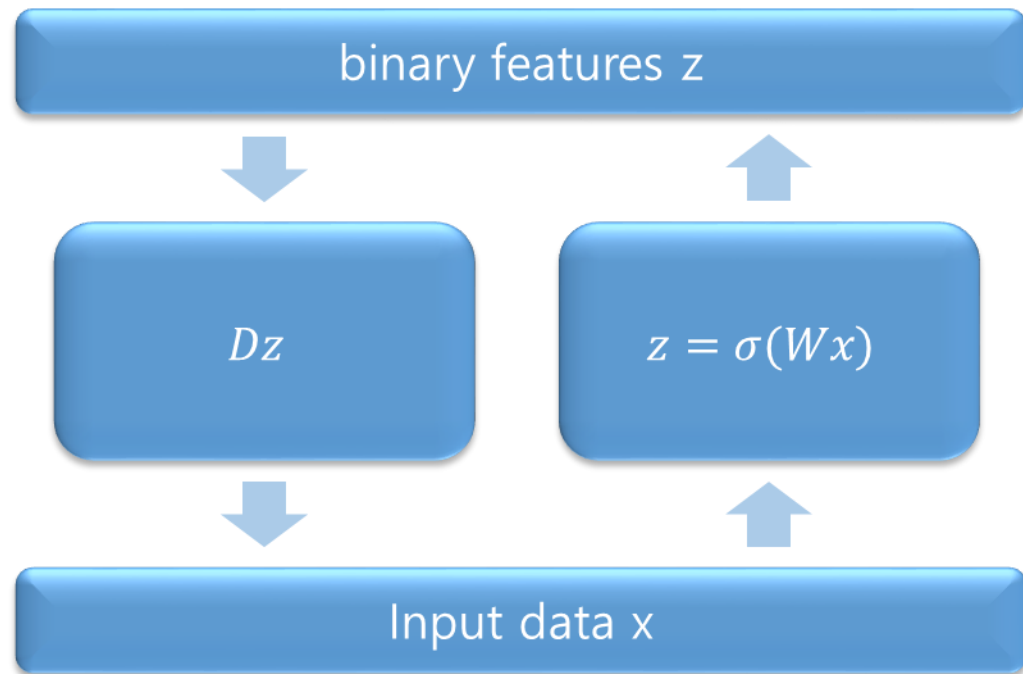 binary features z
Dz
z = σ(Wx)
Input data x